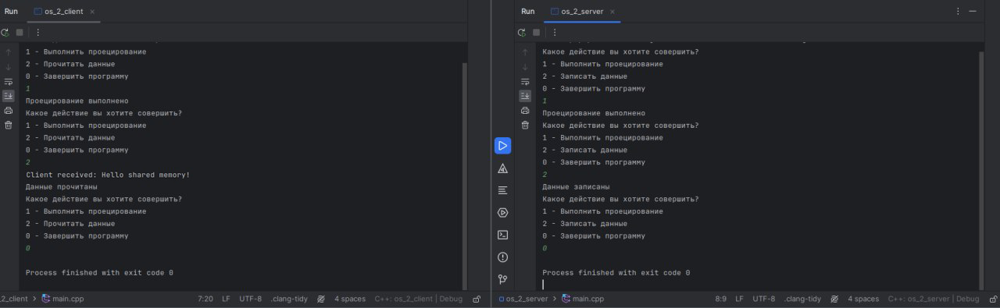 Run os_2_client
1 - Выполнить проецирование
2 - Прочитать данные
0 - Завершить программу
1
Проецирование выполнено
Какое действие вы хотите совершить?
1 - Выполнить проецирование
2 - Прочитать данные
0 - Завершить программу
2
Client received: Hello shared memory!
Данные прочитаны
Какое действие вы хотите совершить?
1 - Выполнить проецирование
2 - Прочитать данные
0 - Завершить программу
0
Process finished with exit code 0
2_client > main.cpp 7:20 LF UTF-8 .clang-tidy 4 spaces C++: os_2_client | Debug
Run os_2_server
Какое действие вы хотите совершить?
1 - Выполнить проецирование
2 - Записать данные
0 - Завершить программу
1
Проецирование выполнено
Какое действие вы хотите совершить?
1 - Выполнить проецирование
2 - Записать данные
0 - Завершить программу
2
Данные записаны
Какое действие вы хотите совершить?
1 - Выполнить проецирование
2 - Записать данные
0 - Завершить программу
0
Process finished with exit code 0
os_2_server > main.cpp 8:9 LF UTF-8 .clang-tidy 4 spaces C++: os_2_server | Debug